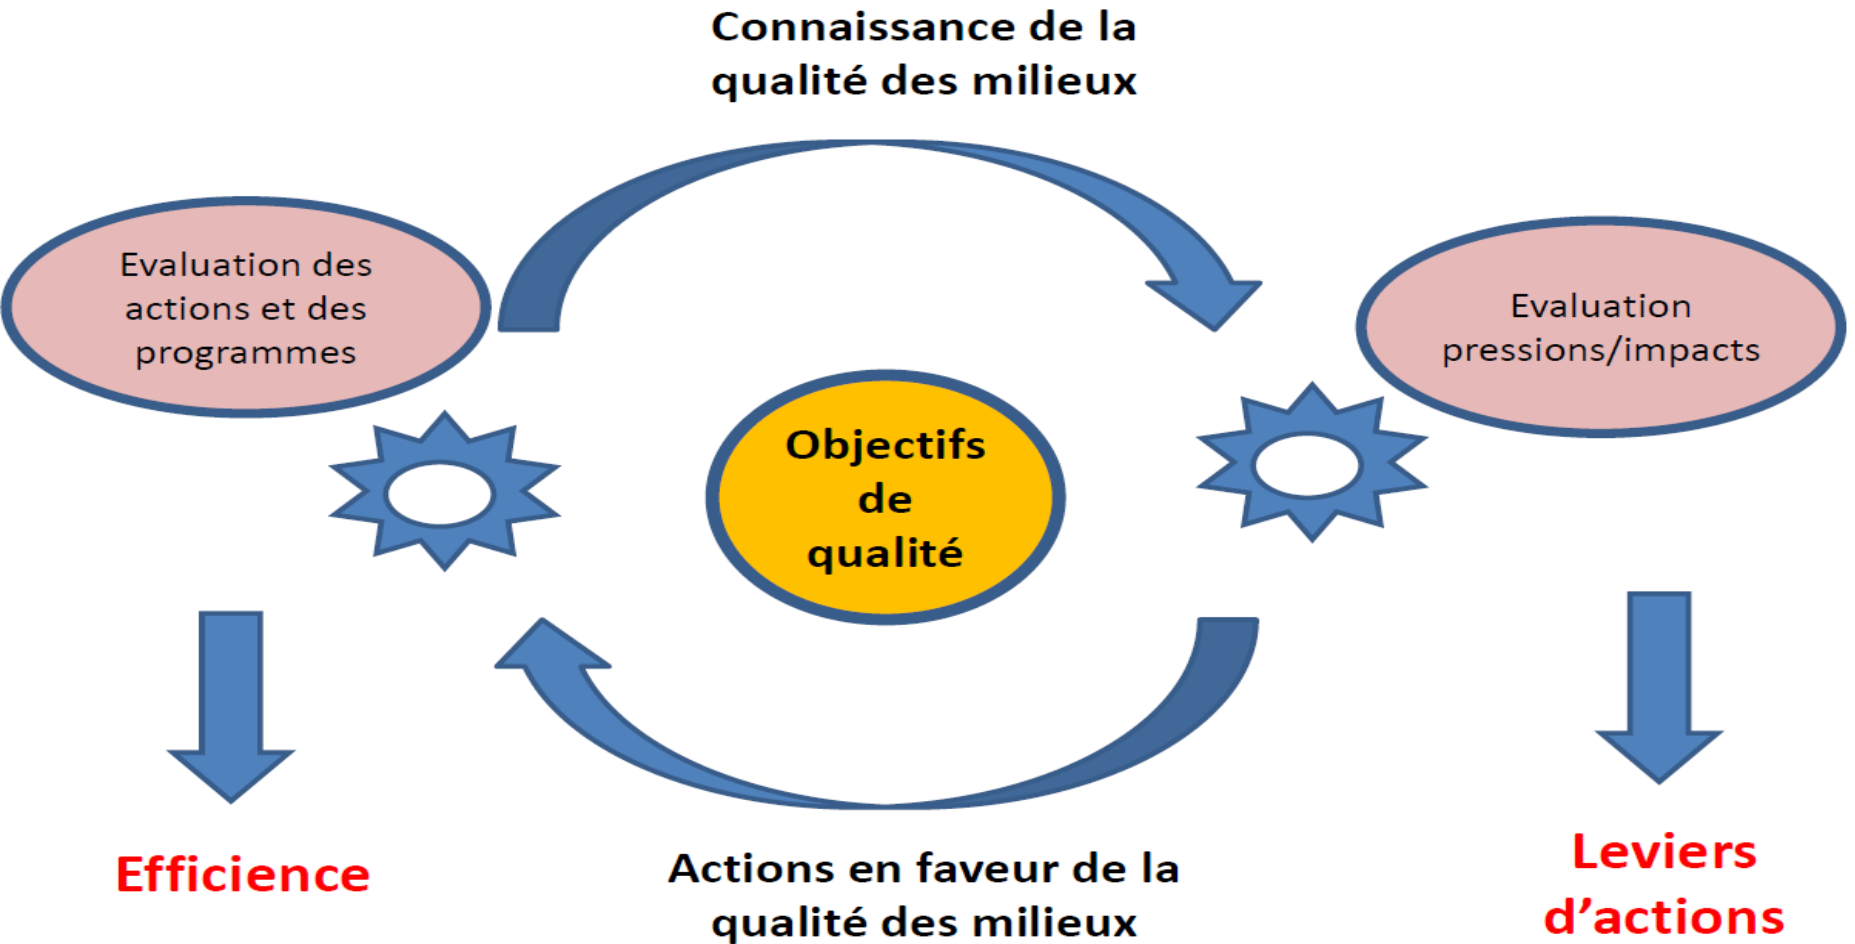 Connaissance de la
qualité des milieux
Evaluation des
actions et des
programmes
Evaluation
pressions/impacts
Objectifs
de
qualité
Efficience
Actions en faveur de la
qualité des milieux
Leviers
d’actions